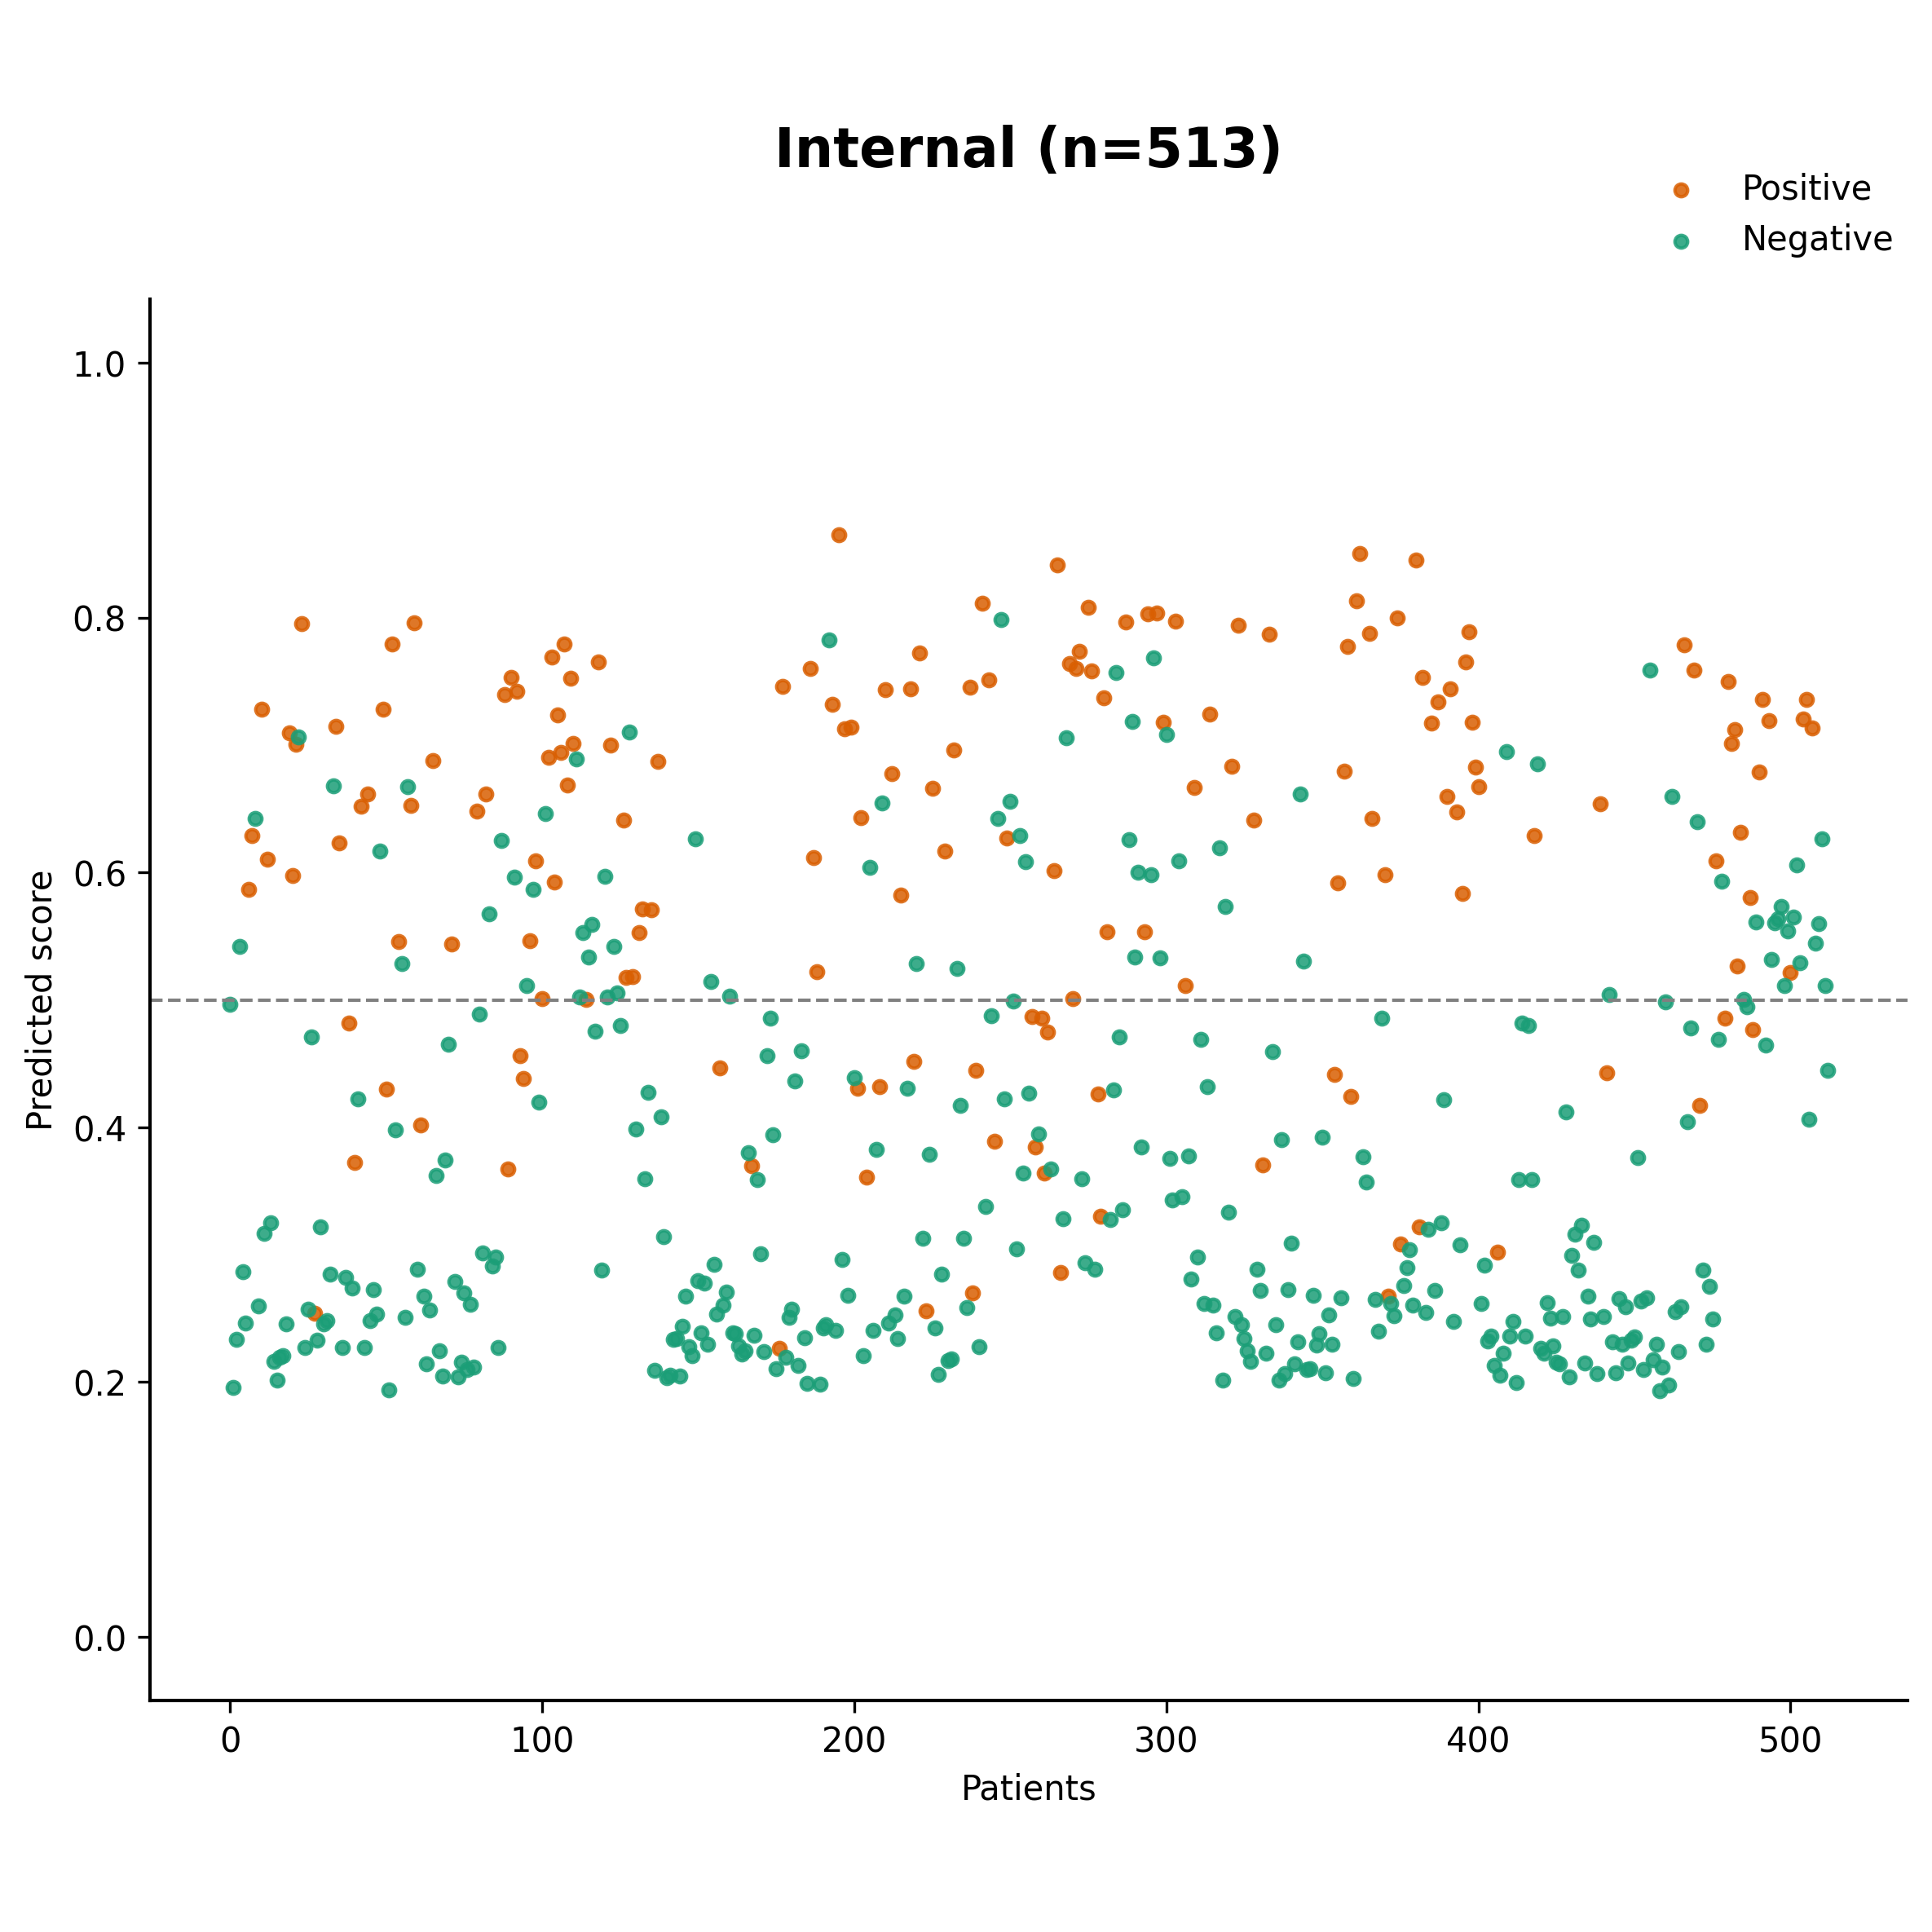 Internal (n=513)
Positive
Negative
1.0
0.8
0.6
0.4
0.2
0.0
Predicted score
0 100 200 300 400 500
Patients